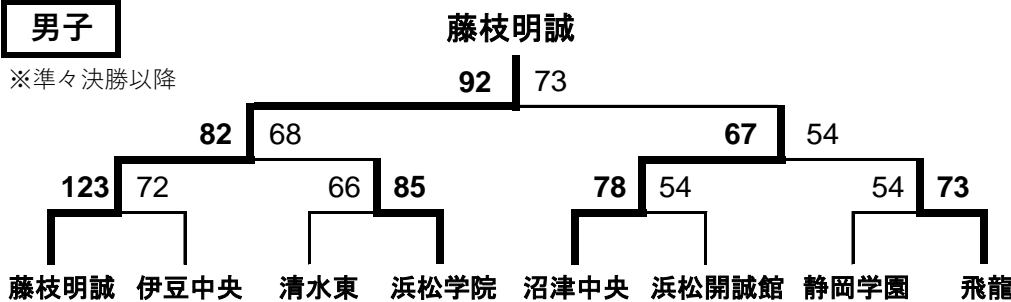 男子
藤枝明誠
※準々決勝以降
92 73
82 68 67 54
123 72 66 85 78 54 54 73
藤枝明誠 伊豆中央 清水東 浜松学院 沼津中央 浜松開誠館 静岡学園 飛龍